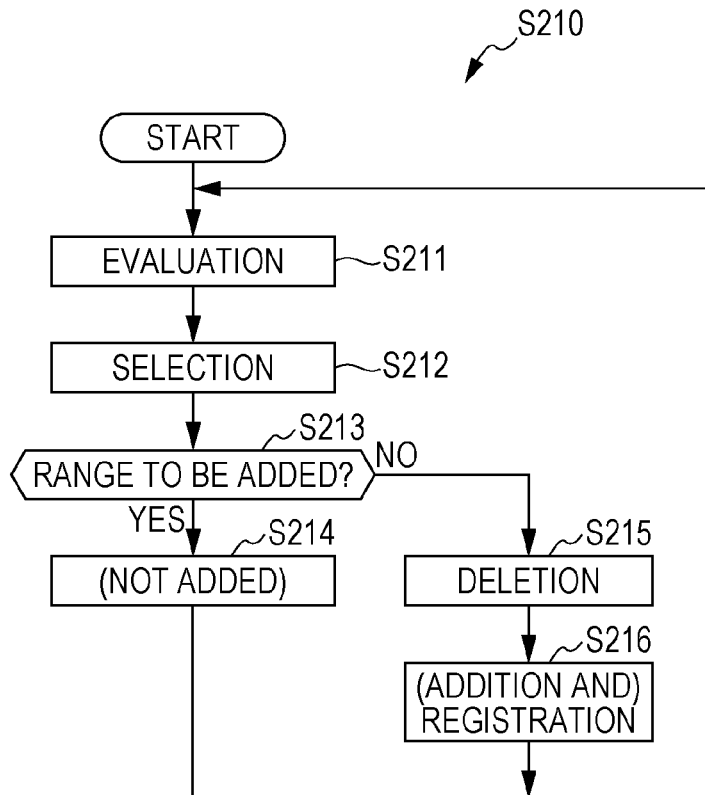 S210
START
EVALUATION
S211
SELECTION
S212
S213
RANGE TO BE ADDED?
NO
YES
S214
(NOT ADDED)
S215
DELETION
S216
(ADDITION AND)
REGISTRATION